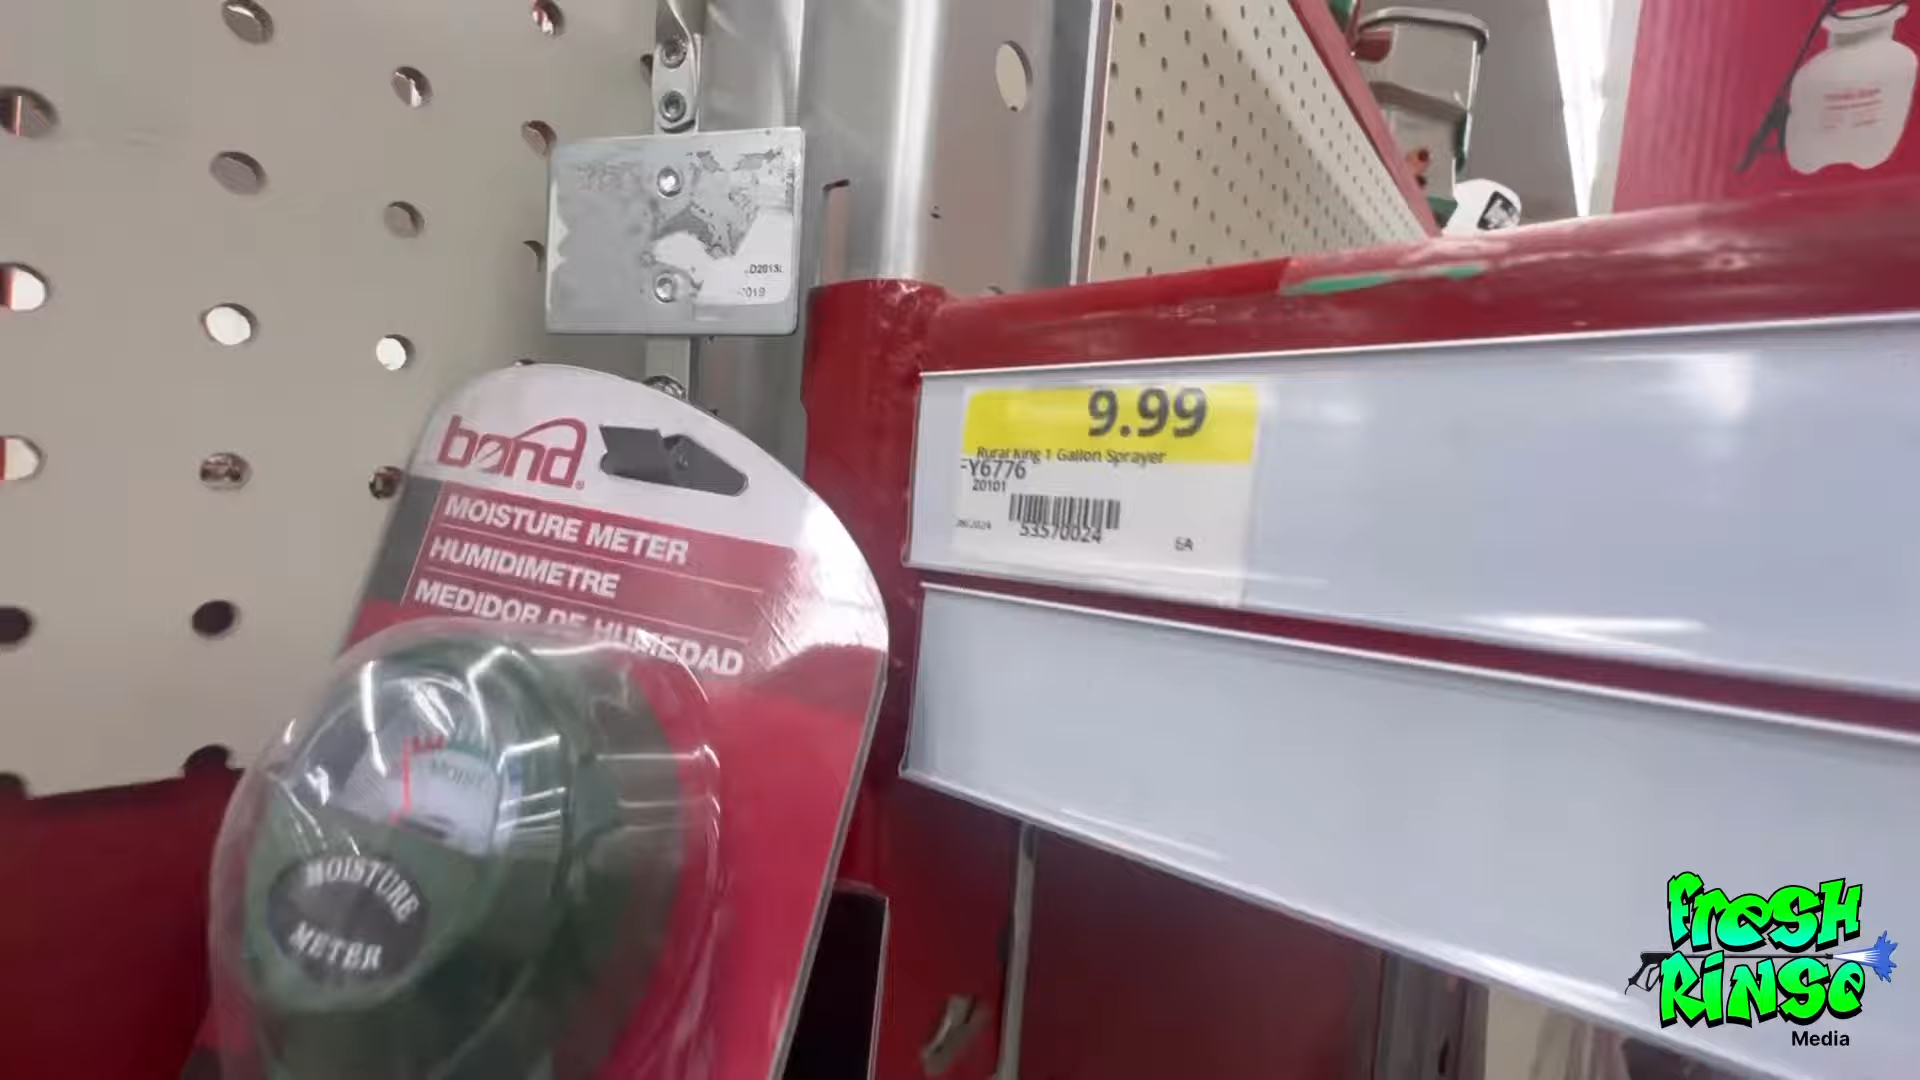 bond
MOISTURE METER
HUMIDIMETRE
MEDIDOR DE HUMEDAD
MOISTURE
METER
9.99
Rural King 1 Gallon Sprayer
Y6776
20101
53570024
6A
FRESH
RINSE
Media